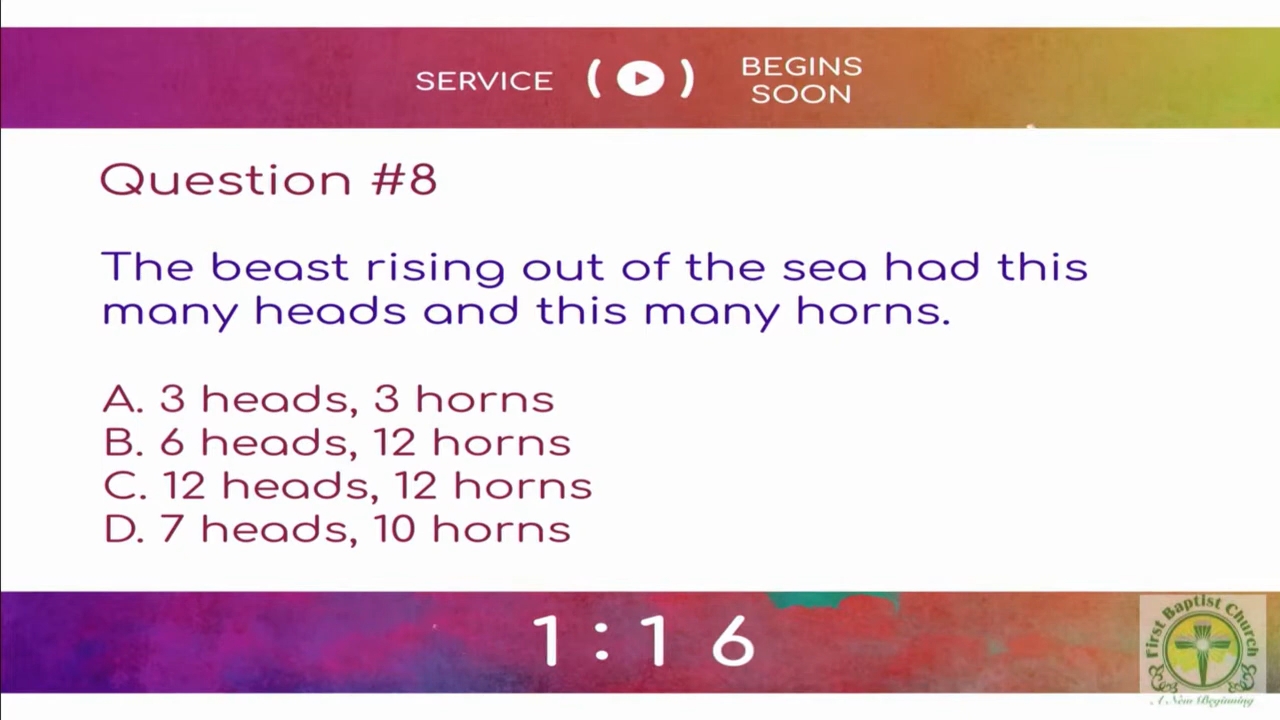 SERVICE
BEGINS
SOON
Question #8
The beast rising out of the sea had this
many heads and this many horns.
A. 3 heads, 3 horns
B. 6 heads, 12 horns
C. 12 heads, 12 horns
D. 7 heads, 10 horns
1:16
First Baptist Church
A New Beginning